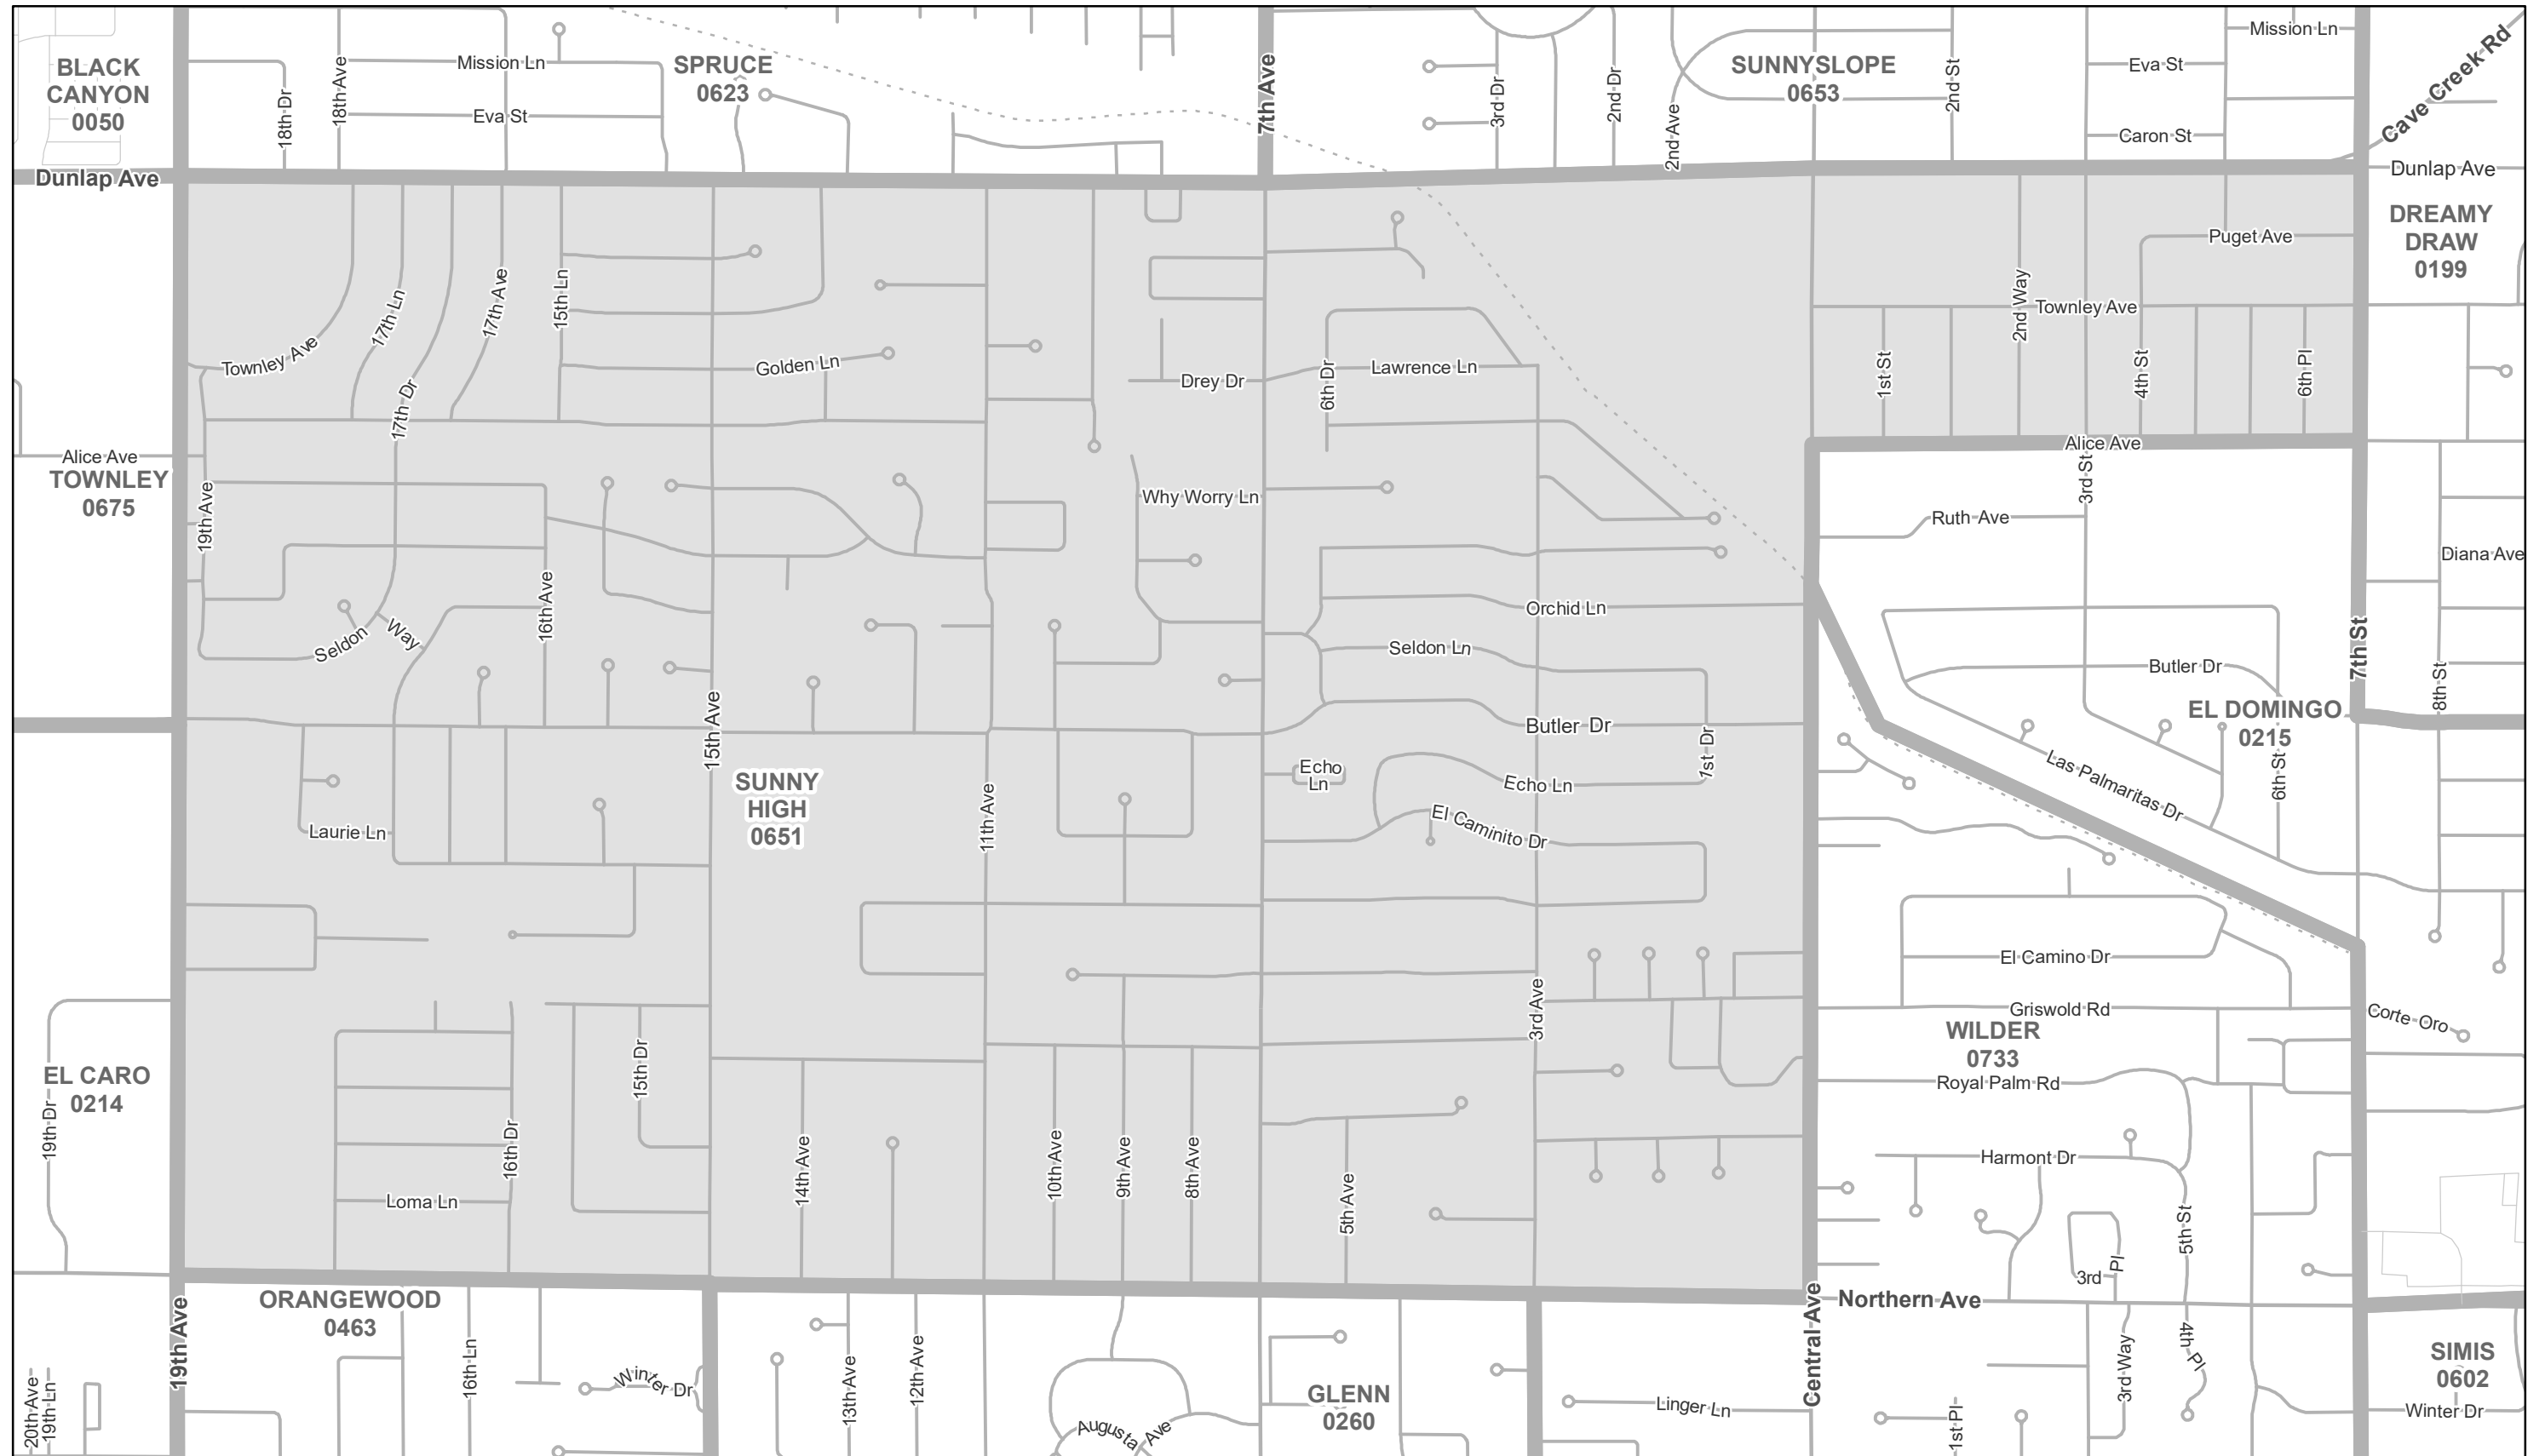 BLACK
CANYON
0050
18th Dr
18th Ave
Mission Ln
Eva St
SPRUCE
0623
7th Ave
3rd Dr
2nd Dr
2nd Ave
SUNNYSLOPE
0653
2nd St
Mission Ln
Eva St
Caron St
Cave Creek Rd
Dunlap Ave
Dunlap Ave
DREAMY
DRAW
0199
Puget Ave
Townley Ave
17th Ln
17th Dr
17th Ave
15th Ln
Golden Ln
Drey Dr
6th Dr
Lawrence Ln
1st St
2nd Way
Townley Ave
4th St
6th Pl
Alice Ave
TOWNLEY
0675
19th Ave
Alice Ave
3rd St
Why Worry Ln
Ruth Ave
Diana Ave
16th Ave
Seldon
Way
Orchid Ln
Seldon Ln
Butler Dr
7th St
8th St
15th Ave
Butler Dr
1st Dr
EL DOMINGO
0215
SUNNY
HIGH
0651
Echo
Ln
Echo Ln
Las Palmaritas Dr
6th St
Laurie Ln
11th Ave
El Caminito Dr
El Camino Dr
3rd Ave
Griswold Rd
Corte Oro
WILDER
0733
EL CARO
0214
19th Dr
15th Dr
Royal Palm Rd
16th Dr
14th Ave
10th Ave
9th Ave
8th Ave
5th Ave
Harmont Dr
Loma Ln
5th St
3rd
Pl
ORANGEWOOD
0463
19th Ave
Central Ave
Northern Ave
16th Ln
Winter Dr
13th Ave
12th Ave
Augusta
Ave
GLENN
0260
Linger Ln
1st Pl
3rd Way
4th Pl
SIMIS
0602
Winter Dr
20th Ave
19th Ln